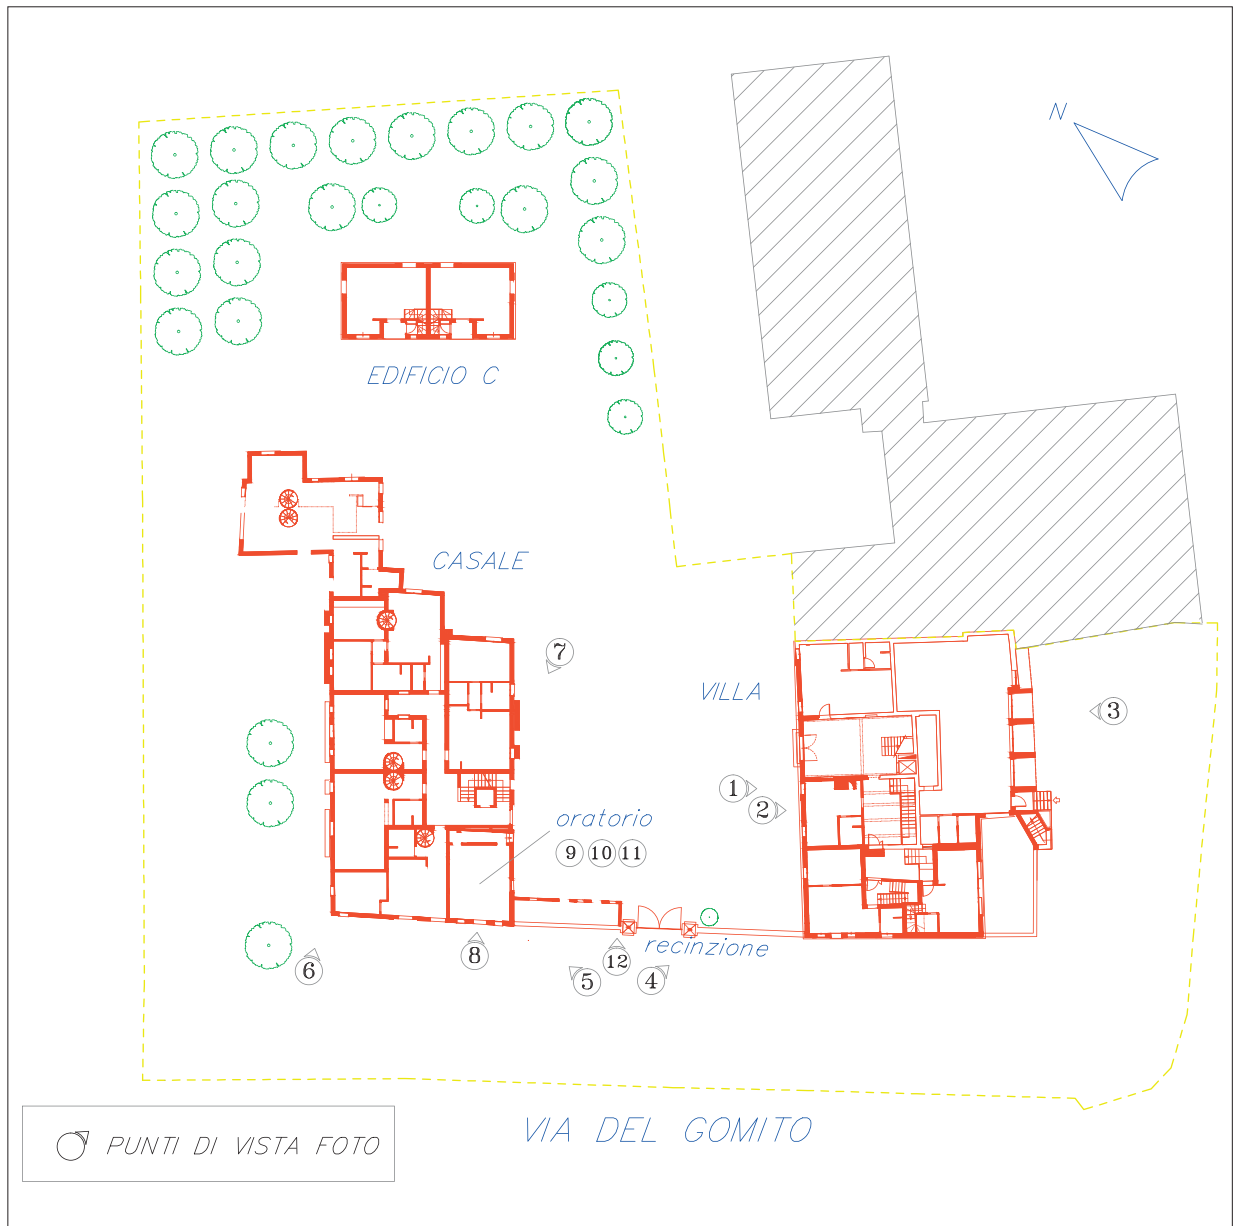 N
EDIFICIO C
CASALE
7
VILLA
3
1
2
oratorio
9 10 11
recinzione
8
12
6
5
4
VIA DEL GOMITO
PUNTI DI VISTA FOTO